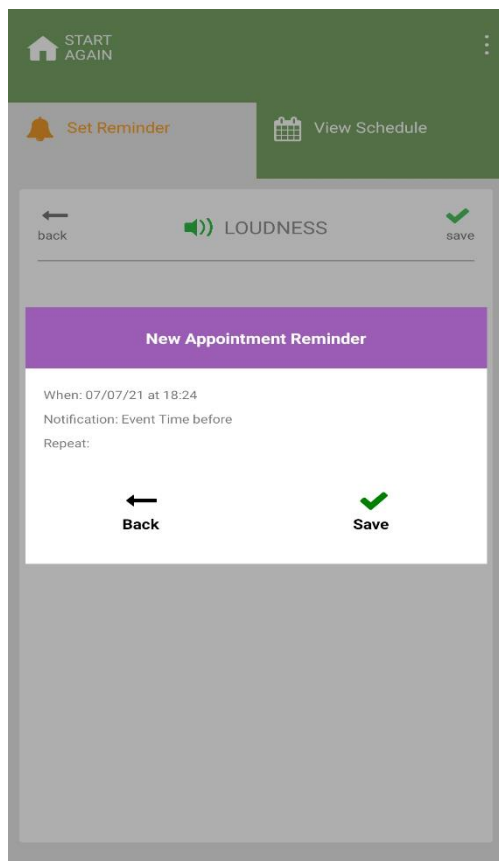 START
AGAIN
Set Reminder
View Schedule
back
LOUDNESS
save
New Appointment Reminder
When: 07/07/21 at 18:24
Notification: Event Time before
Repeat:
Back
Save